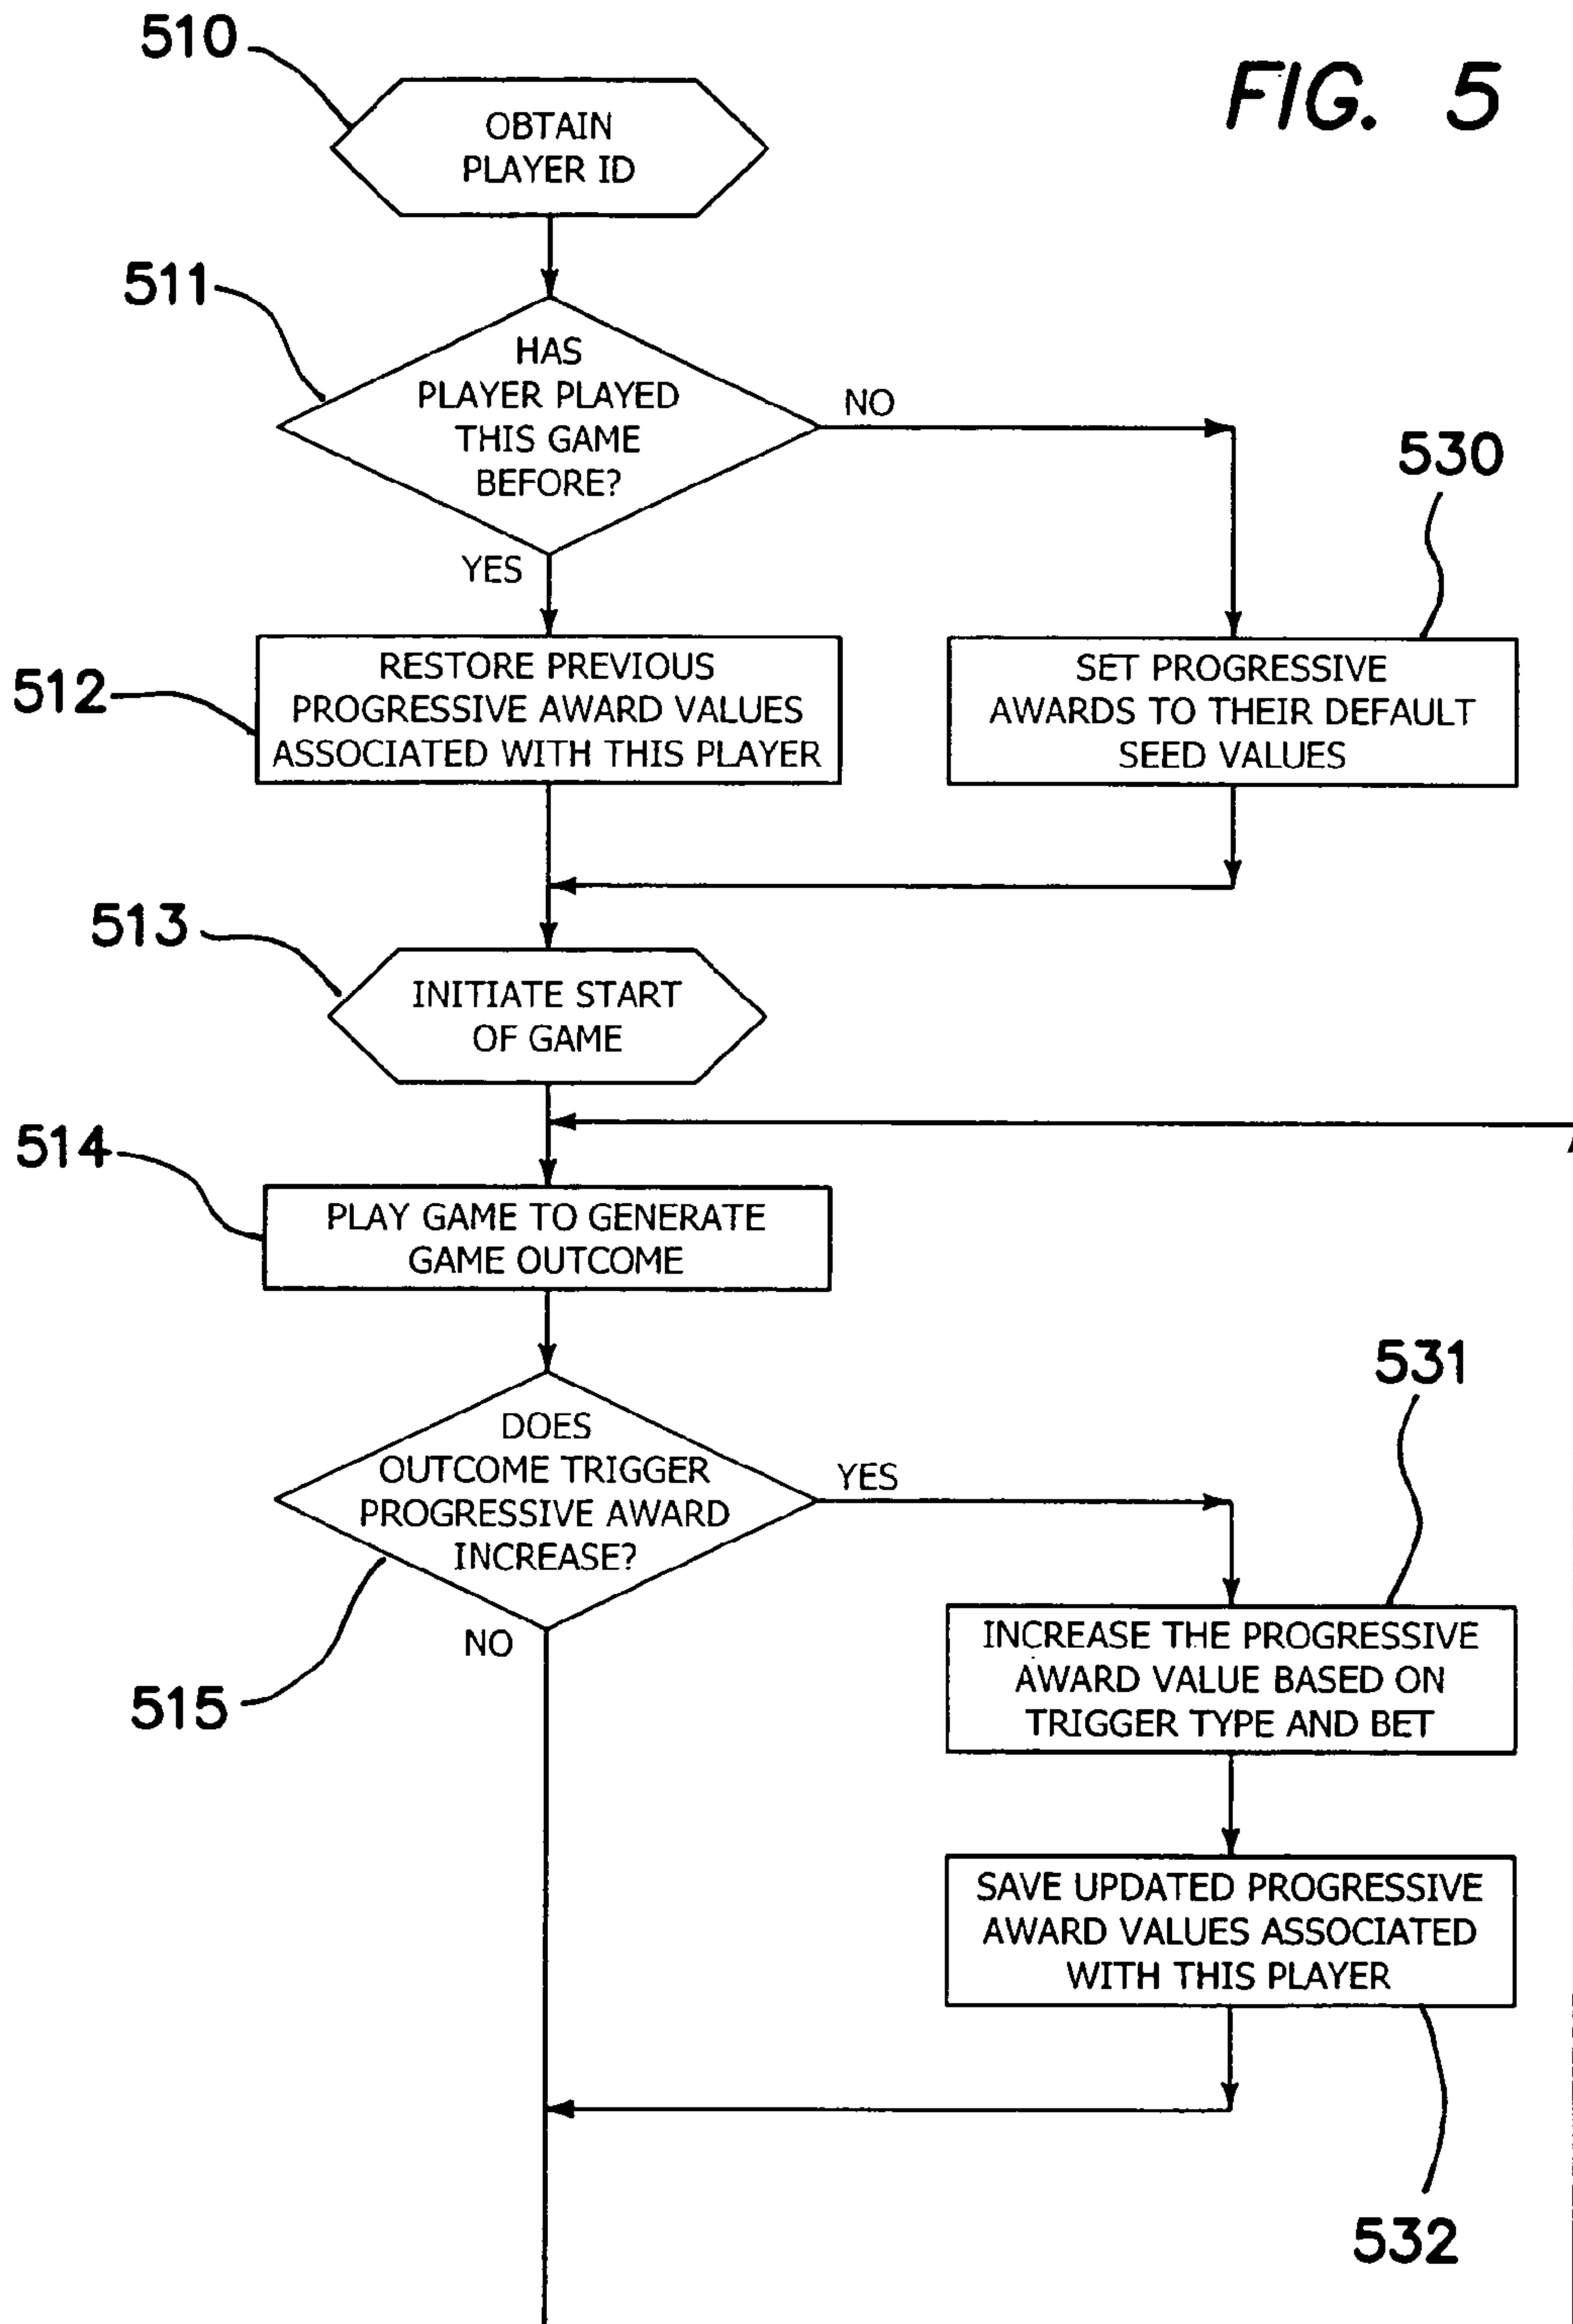 510
FIG. 5
OBTAIN
PLAYER ID
511
HAS
PLAYER PLAYED
THIS GAME
BEFORE?
NO
530
YES
512
RESTORE PREVIOUS
PROGRESSIVE AWARD VALUES
ASSOCIATED WITH THIS PLAYER
SET PROGRESSIVE
AWARDS TO THEIR DEFAULT
SEED VALUES
513
INITIATE START
OF GAME
514
PLAY GAME TO GENERATE
GAME OUTCOME
531
DOES
OUTCOME TRIGGER
PROGRESSIVE AWARD
INCREASE?
YES
NO
515
INCREASE THE PROGRESSIVE
AWARD VALUE BASED ON
TRIGGER TYPE AND BET
SAVE UPDATED PROGRESSIVE
AWARD VALUES ASSOCIATED
WITH THIS PLAYER
532